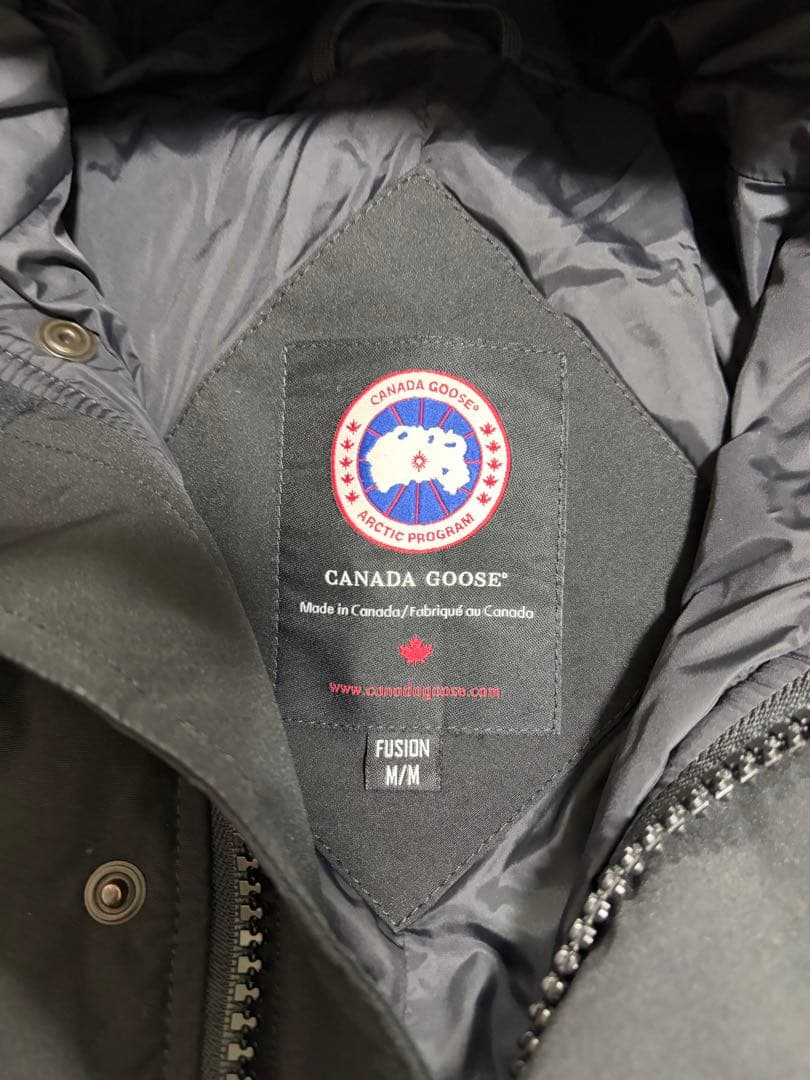 CANADA GOOSE®
ARCTIC PROGRAM
CANADA GOOSE®
Made in Canada/Fabriqué au Canada
www.canadagoose.com
FUSION
M/M